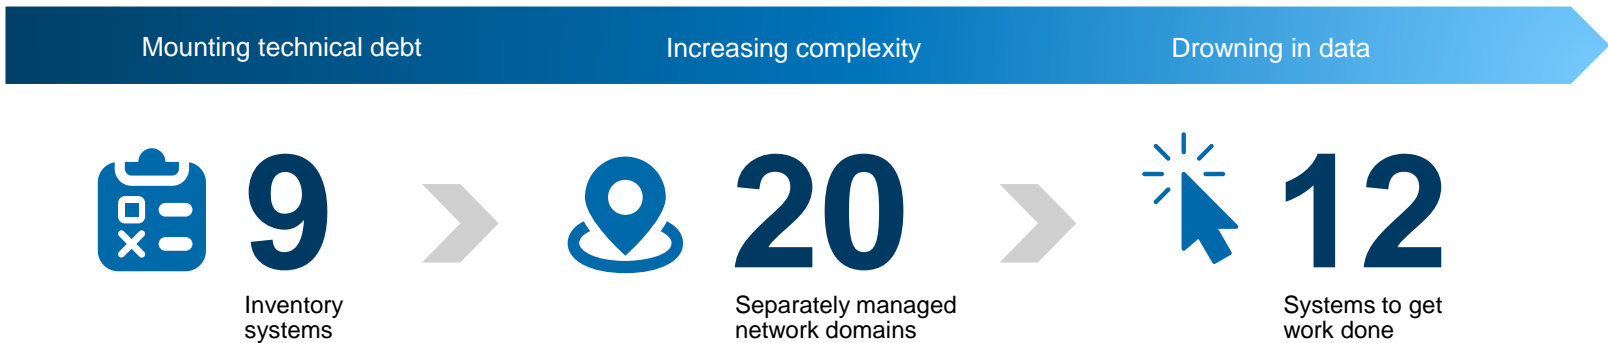 Mounting technical debt
Increasing complexity
Drowning in data
9
Inventory
systems
20
Separately managed
network domains
12
Systems to get
work done